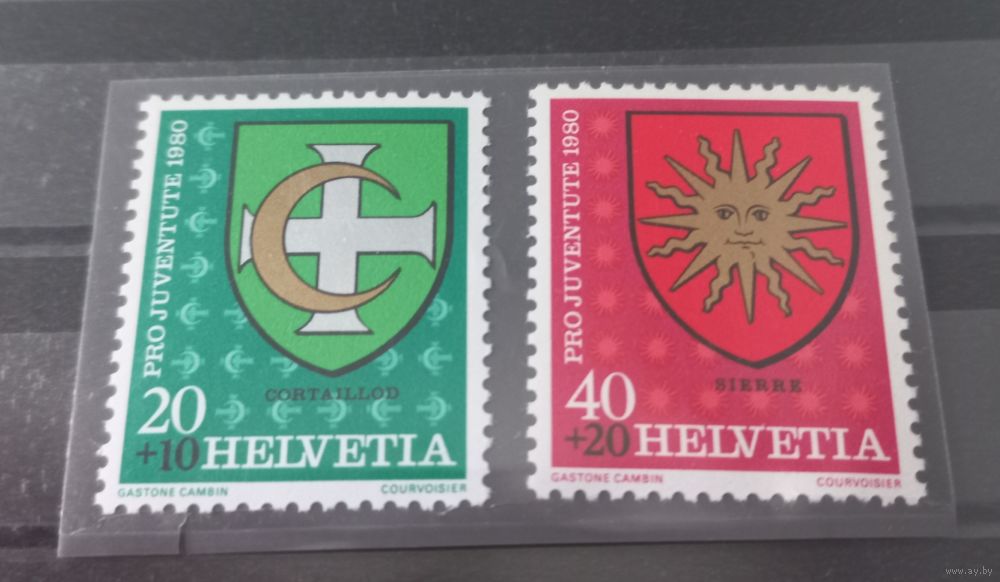 PRO JUVENTUTE 1980
CORTAILLOD
20
+10 HELVETIA
GASTONE CAMBIN COURVOISIER
PRO JUVENTUTE 1980
SIERRE
40
+20 HELVETIA
GASTONE CAMBIN COURVOISIER
www.ay.by